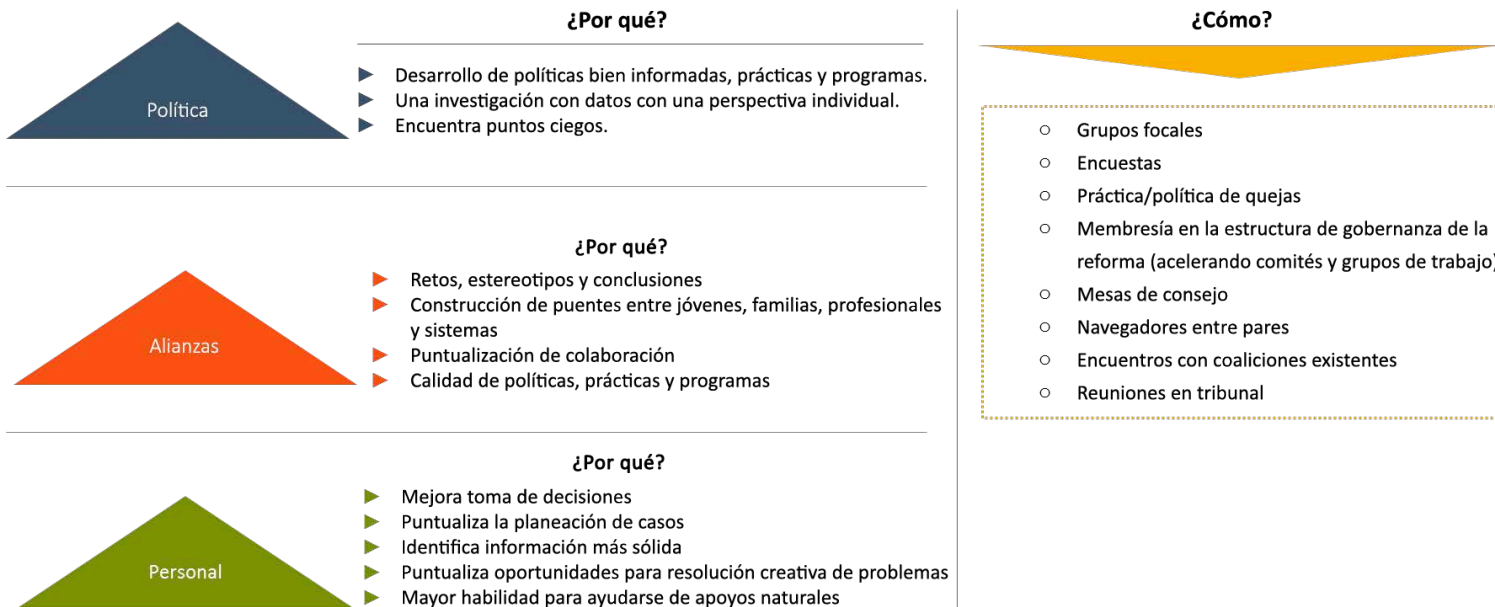 ¿Por qué?
Política
Desarrollo de políticas bien informadas, prácticas y programas.
Una investigación con datos con una perspectiva individual.
Encuentra puntos ciegos.
¿Por qué?
Alianzas
Retos, estereotipos y conclusiones
Construcción de puentes entre jóvenes, familias, profesionales
y sistemas
Puntualización de colaboración
Calidad de políticas, prácticas y programas
¿Por qué?
Personal
Mejora toma de decisiones
Puntualiza la planeación de casos
Identifica información más sólida
Puntualiza oportunidades para resolución creativa de problemas
Mayor habilidad para ayudarse de apoyos naturales
¿Cómo?
Grupos focales
Encuestas
Práctica/política de quejas
Membresía en la estructura de gobernanza de la
reforma (acelerando comités y grupos de trabajo)
Mesas de consejo
Navegadores entre pares
Encuentros con coaliciones existentes
Reuniones en tribunal